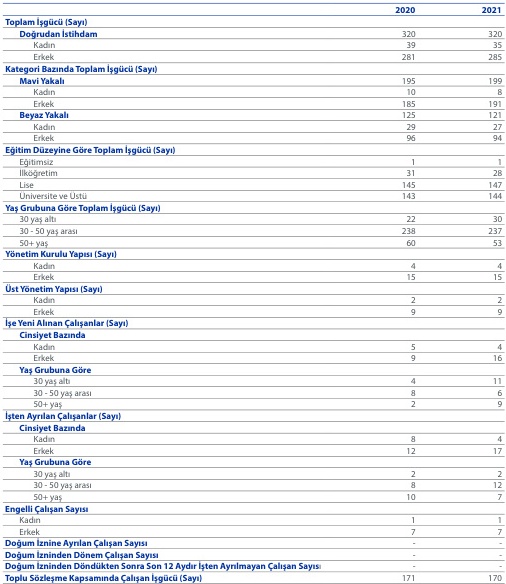 2020 2021
Toplam İşgücü (Sayı)
Doğrudan İstihdam 320 320
Kadın 39 35
Erkek 281 285
Kategori Bazında Toplam İşgücü (Sayı)
Mavi Yakalı 195 199
Kadın 10 8
Erkek 185 191
Beyaz Yakalı 125 121
Kadın 29 27
Erkek 96 94
Eğitim Düzeyine Göre Toplam İşgücü (Sayı)
Eğitimsiz 1 1
İlköğretim 31 28
Lise 145 147
Üniversite ve Üstü 143 144
Yaş Grubuna Göre Toplam İşgücü (Sayı)
30 yaş altı 22 30
30 - 50 yaş arası 238 237
50+ yaş 60 53
Yönetim Kurulu Yapısı (Sayı)
Kadın 4 4
Erkek 15 15
Üst Yönetim Yapısı (Sayı)
Kadın 2 2
Erkek 9 9
İşe Yeni Alınan Çalışanlar (Sayı)
Cinsiyet Bazında
Kadın 5 4
Erkek 9 16
Yaş Grubuna Göre
30 yaş altı 4 11
30 - 50 yaş arası 8 6
50+ yaş 2 9
İşten Ayrılan Çalışanlar (Sayı)
Cinsiyet Bazında
Kadın 8 4
Erkek 12 17
Yaş Grubuna Göre
30 yaş altı 2 2
30 - 50 yaş arası 8 12
50+ yaş 10 7
Engelli Çalışan Sayısı
Kadın 1 1
Erkek 7 7
Doğum İznine Ayrılan Çalışan Sayısı - -
Doğum İzninden Dönem Çalışan Sayısı - -
Doğum İzninden Döndükten Sonra Son 12 Aydır İşten Ayrılmayan Çalışan Sayısı - -
Toplu Sözleşme Kapsamında Çalışan İşgücü (Sayı) 171 170